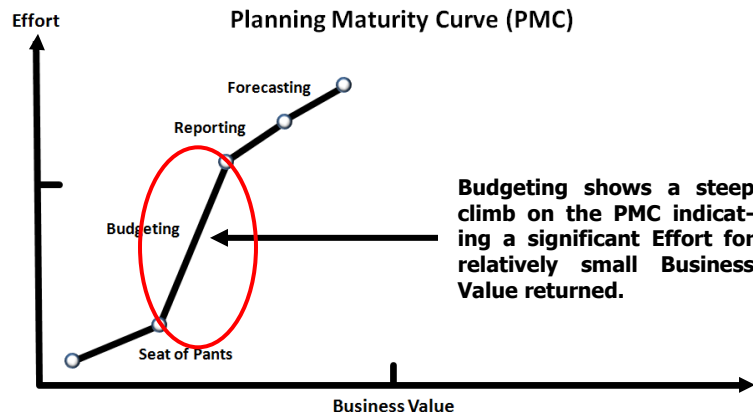 Effort
Planning Maturity Curve (PMC)
Forecasting
Reporting
Budgeting
Seat of Pants
Budgeting shows a steep
climb on the PMC indicat-
ing a significant Effort for
relatively small Business
Value returned.
Business Value